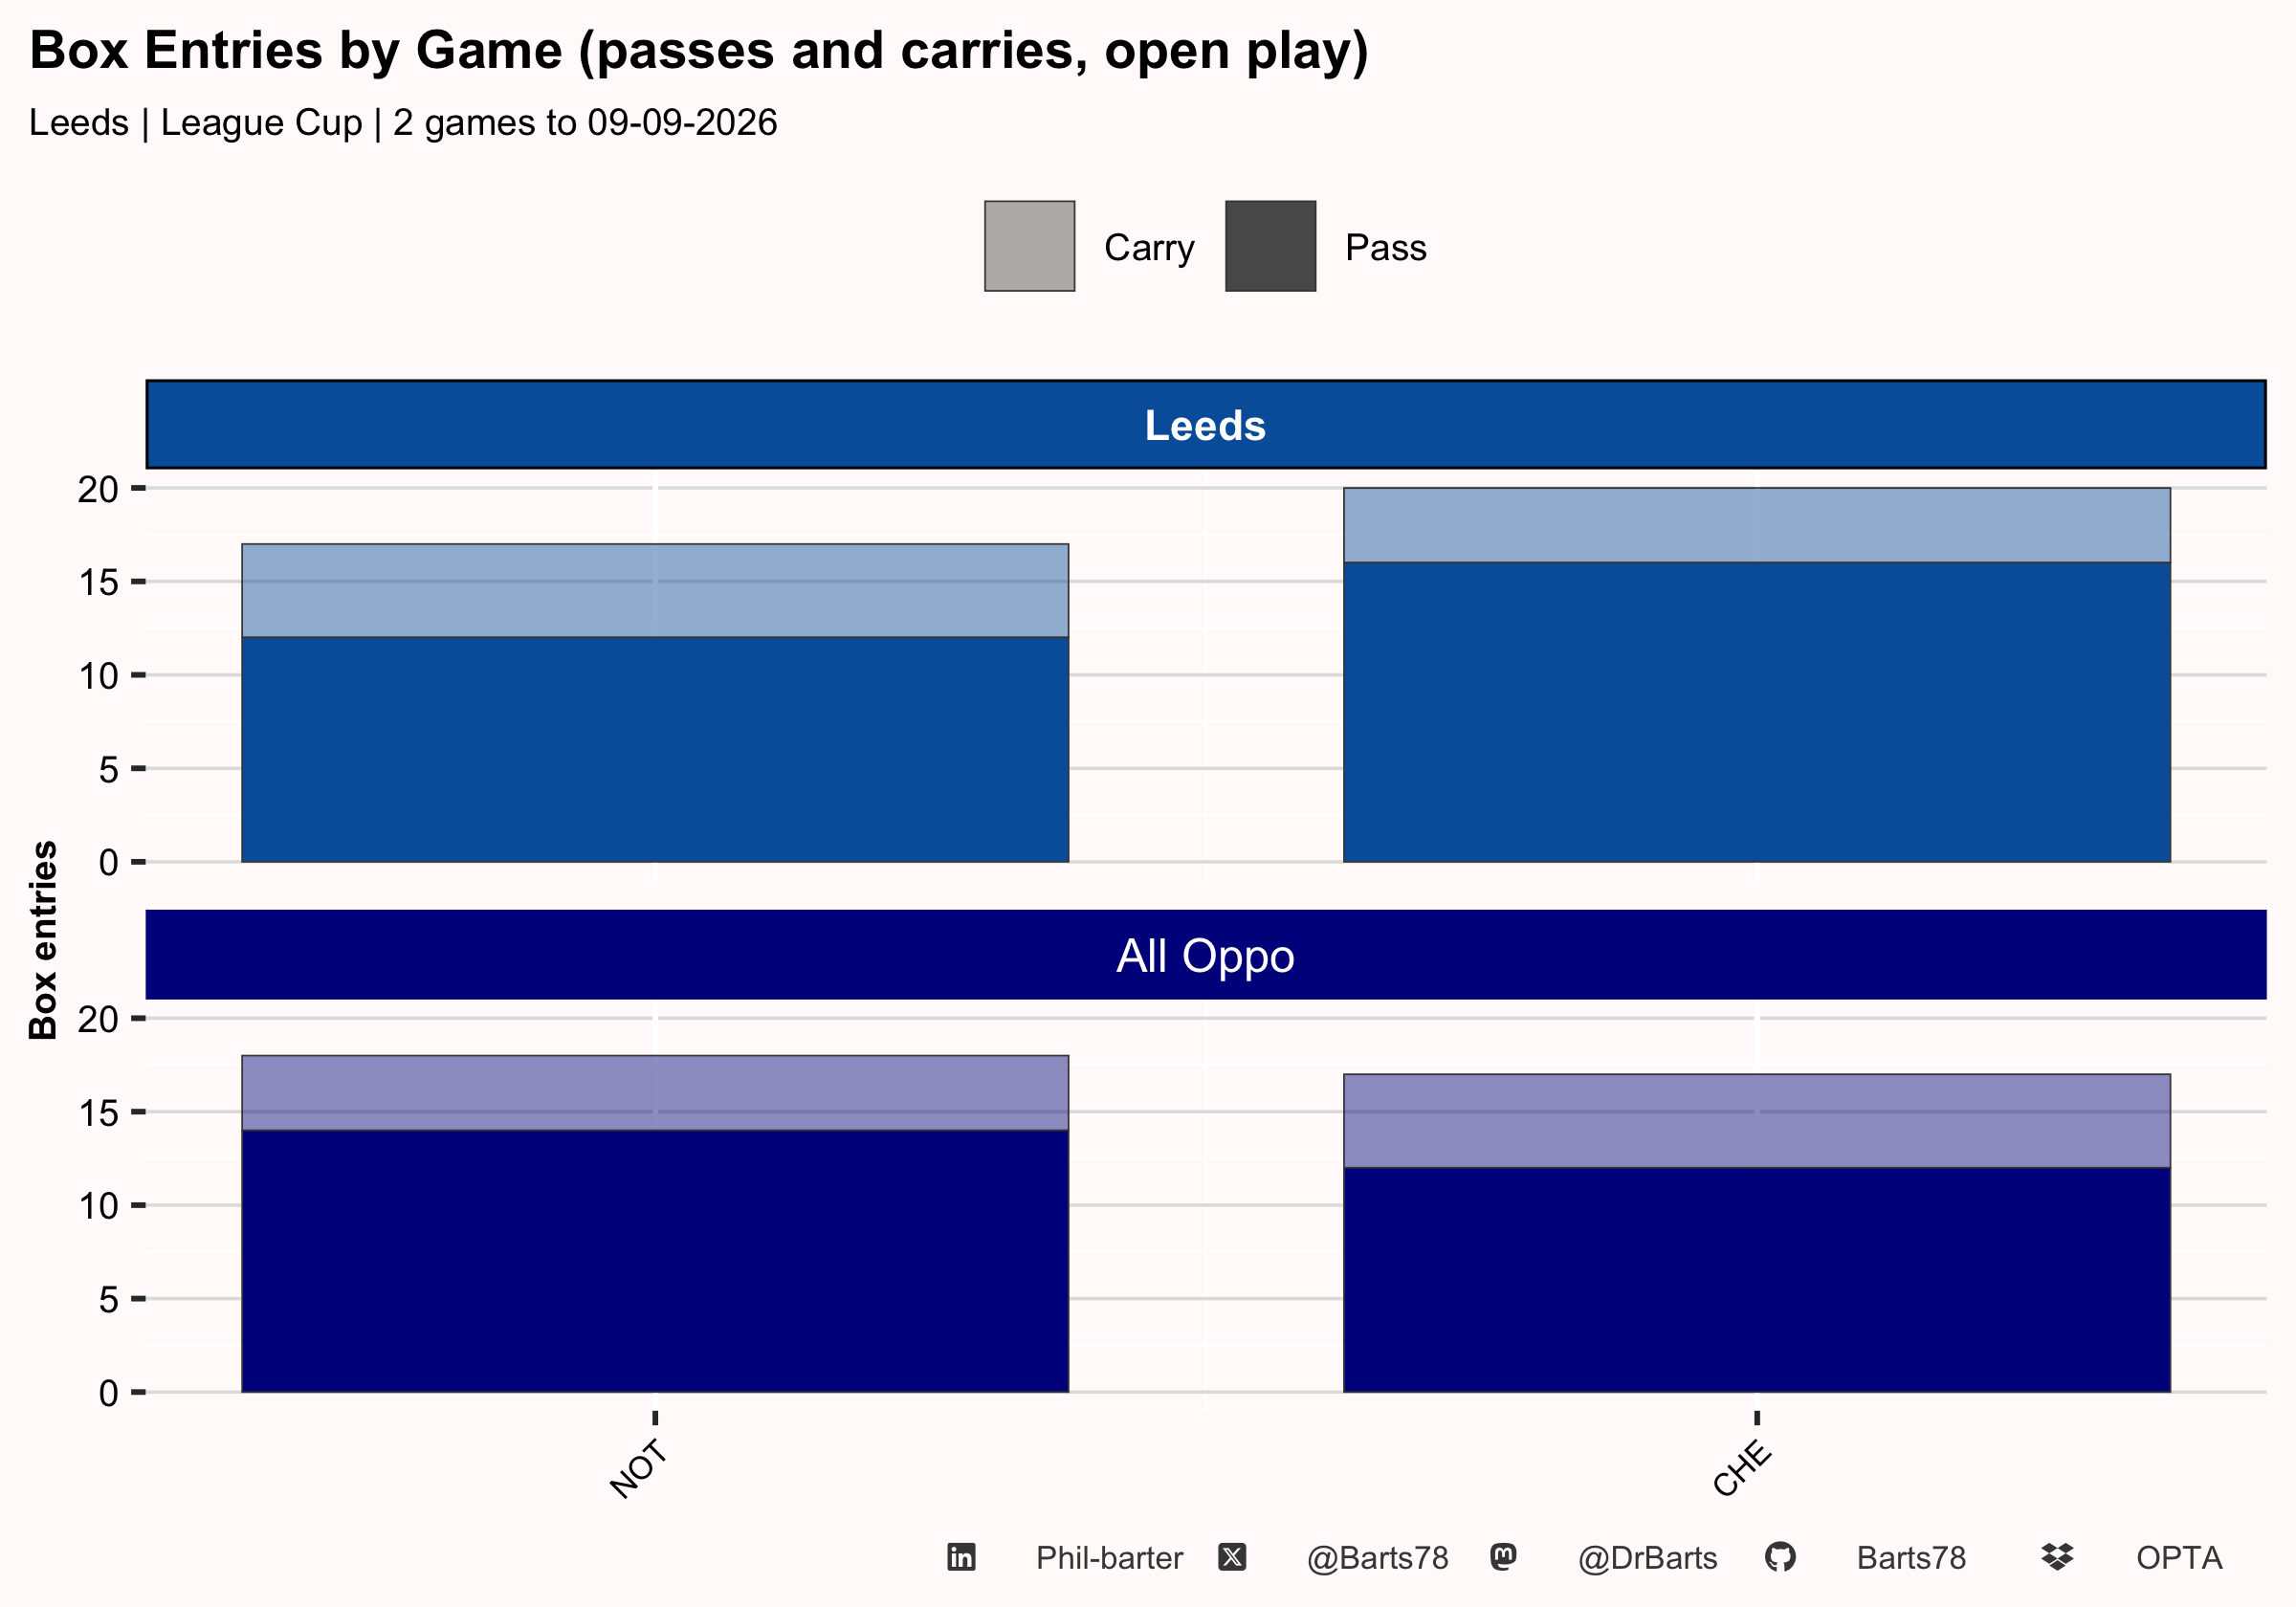 Box Entries by Game (passes and carries, open play)
Leeds | League Cup | 2 games to 09-09-2026
Carry
Pass
Leeds
20
15
10
5
0
Box entries
All Oppo
20
15
10
5
0
NOT
CHE
Phil-barter @Barts78 @DrBarts Barts78 OPTA